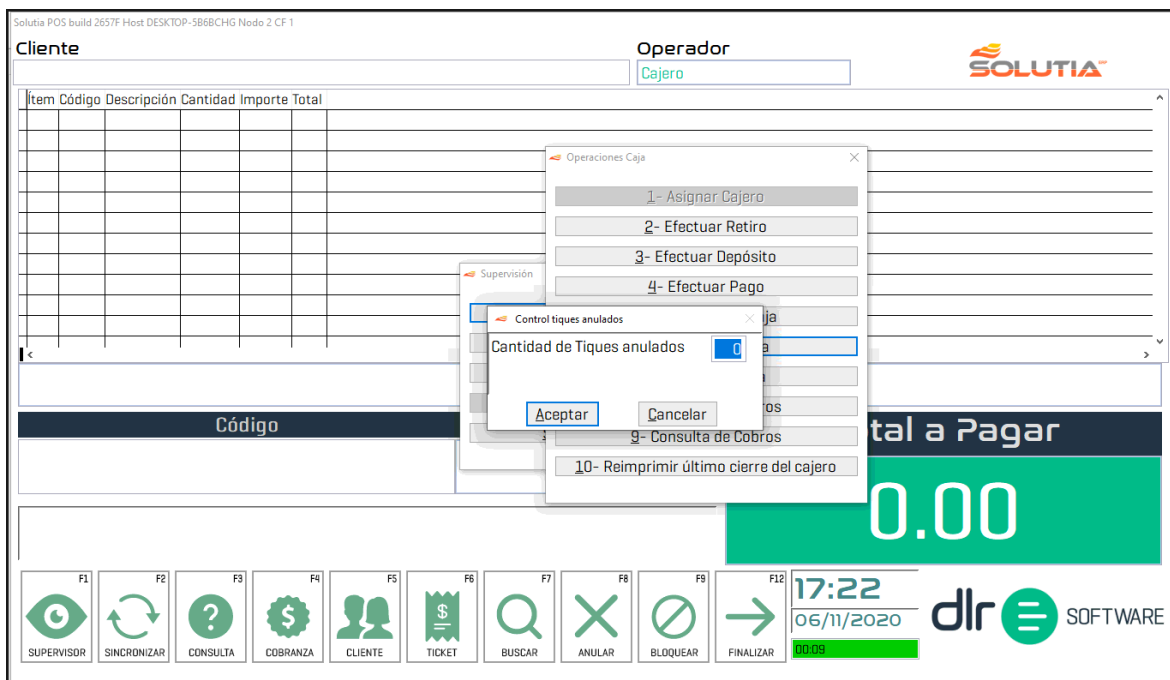 Solutia POS build 2657F Host DESKTOP-5B6BCHG Nodo 2 CF 1
Cliente
Operador
Cajero
SOLUTIA
Ítem Código Descripción Cantidad Importe Total
Operaciones Caja
1- Asignar Cajero
2- Efectuar Retiro
3- Efectuar Depósito
4- Efectuar Pago
Supervisión
Control tiques anulados
Cantidad de Tiques anulados 0
Aceptar Cancelar
9- Consulta de Cobros
10- Reimprimir último cierre del cajero
Código
tal a Pagar
0.00
F1 F2 F3 F4 F5 F6 F7 F8 F9 F12
SUPERVISOR SINCRONIZAR CONSULTA COBRANZA CLIENTE TICKET BUSCAR ANULAR BLOQUEAR FINALIZAR
17:22
06/11/2020
00:09
dlr SOFTWARE